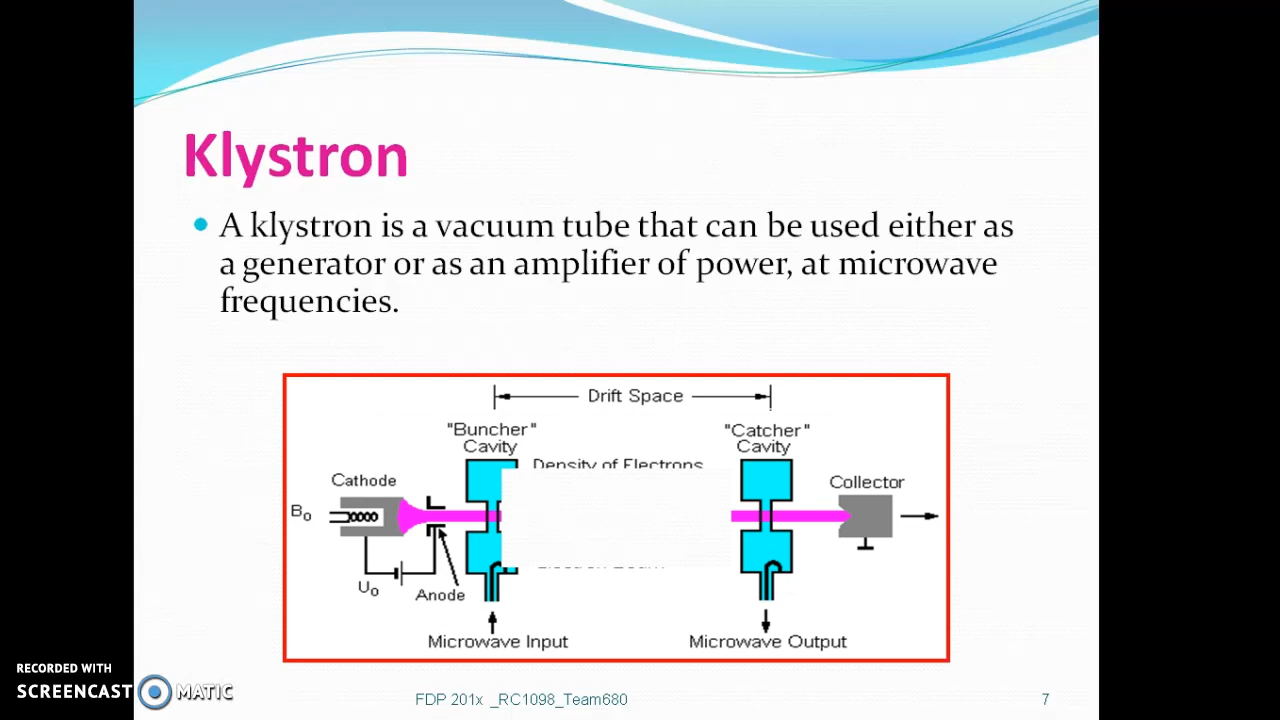 Klystron
A klystron is a vacuum tube that can be used either as
a generator or as an amplifier of power, at microwave
frequencies.
Drift Space
"Buncher"
Cavity
"Catcher"
Cavity
Density of Electrons
Cathode
Collector
Bo
Uo
Anode
Microwave Input
Microwave Output
RECORDED WITH
SCREENCAST MATIC
FDP 201x _RC1098_Team680
7